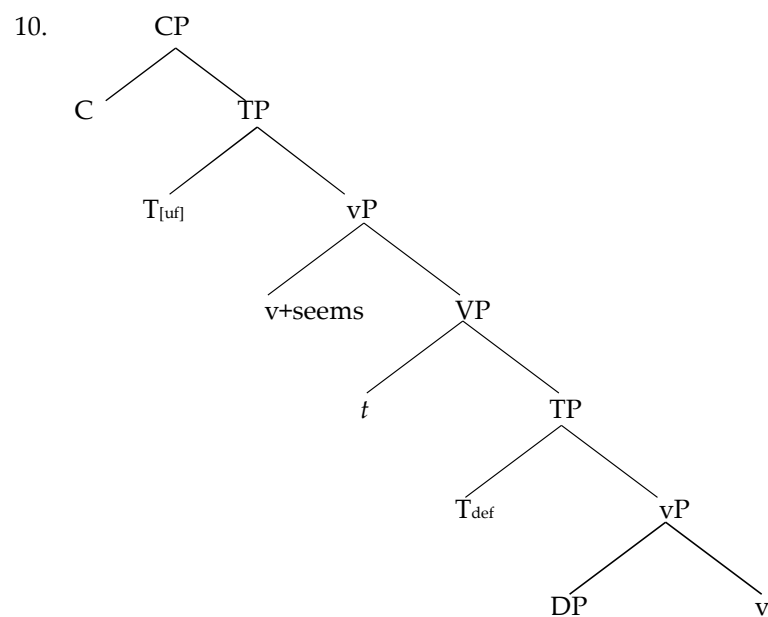 10. CP
C TP
T[uf] vP
v+seems VP
t TP
Tdef vP
DP v